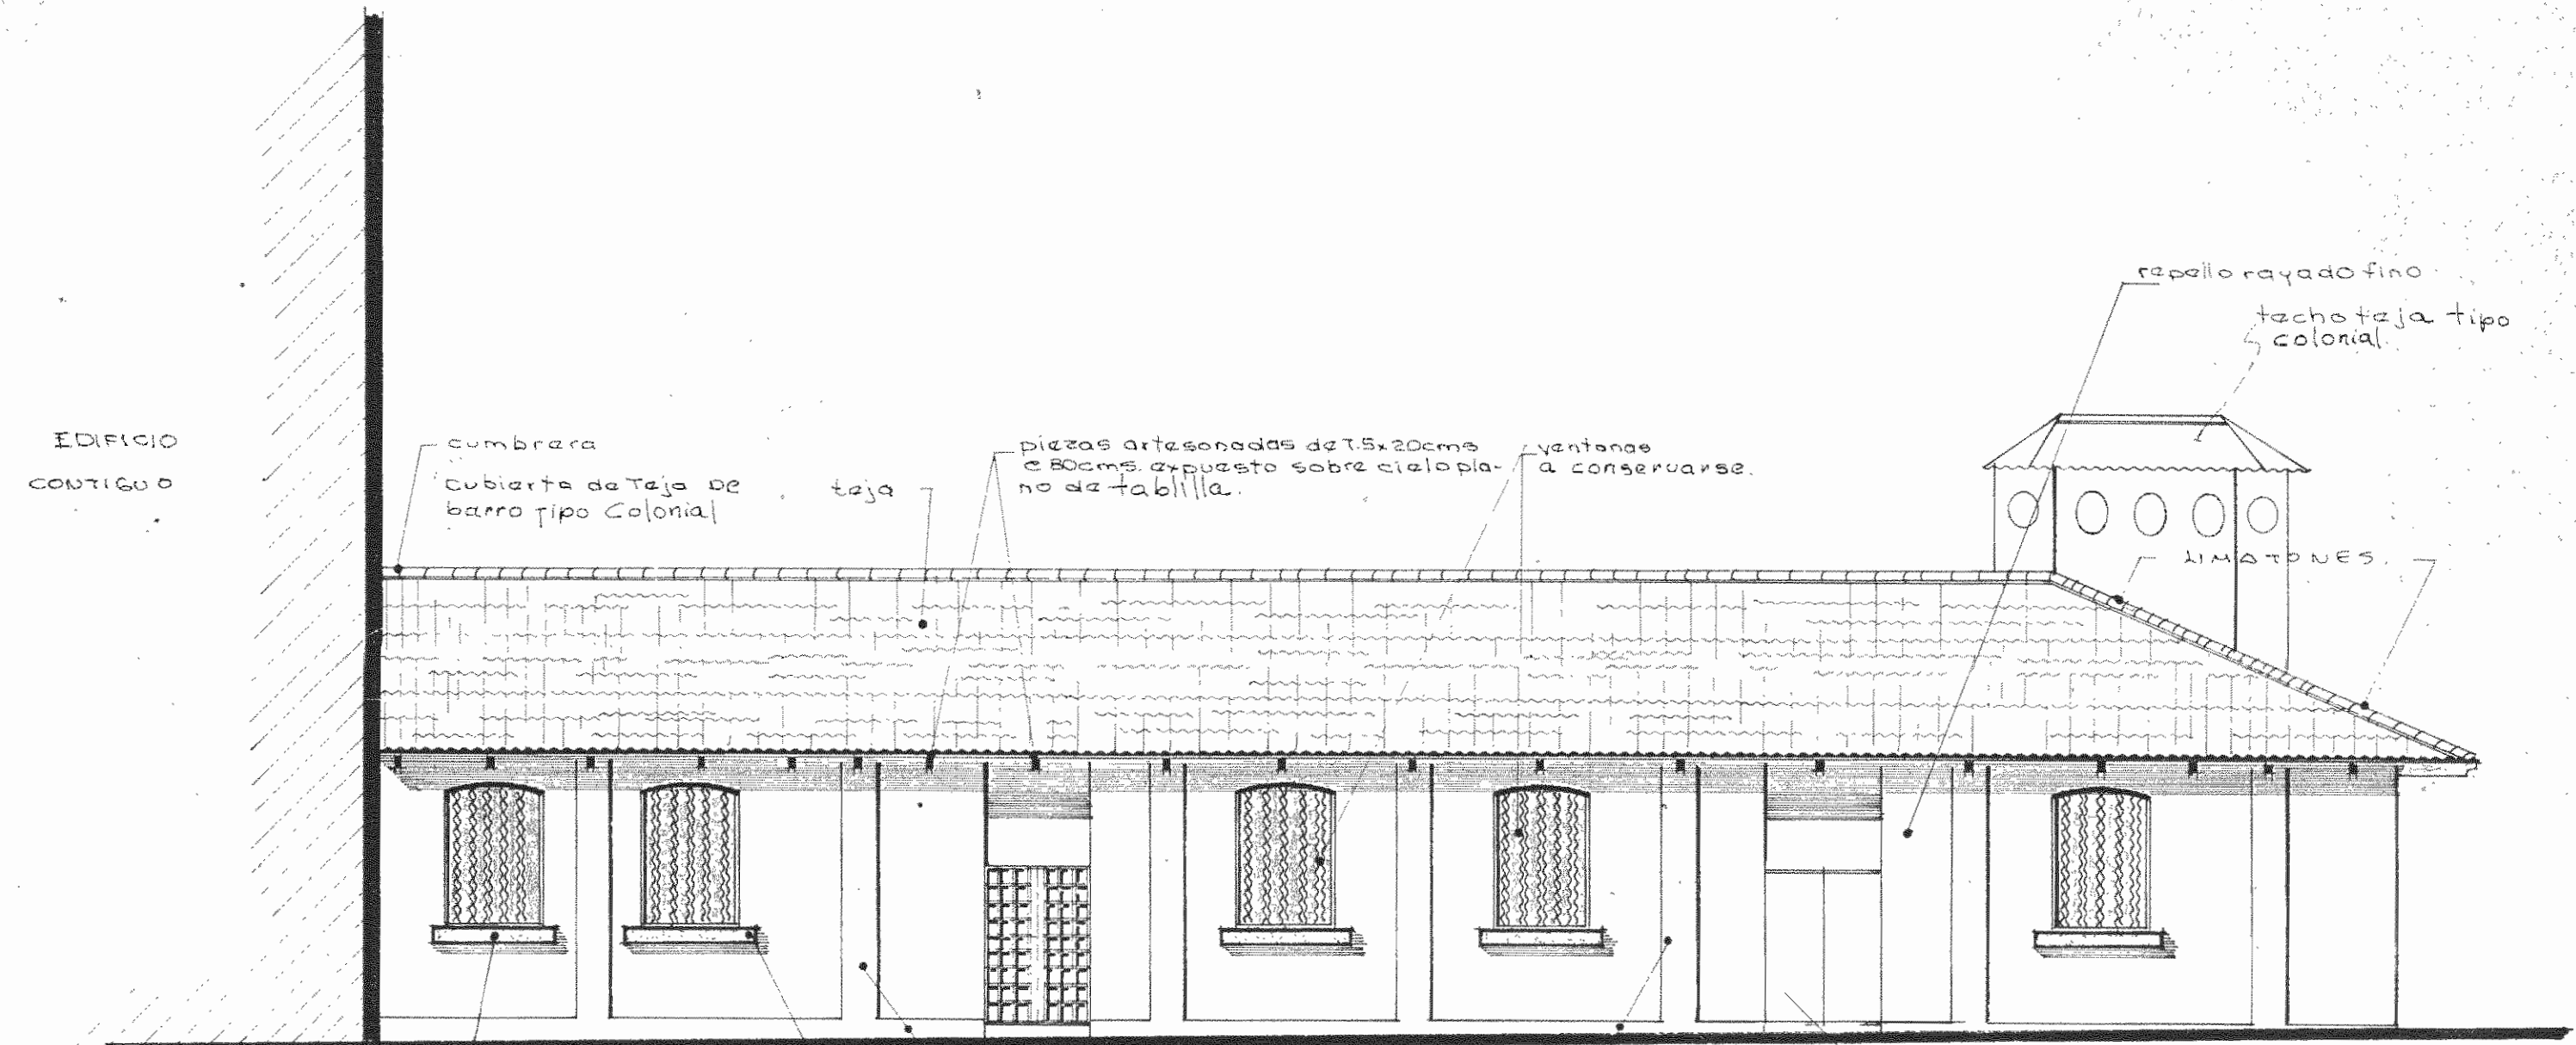 EDIFICIO
CONTIGUO
cumbrera
cubierta de Teja De
barro Tipo Colonial
teja
piezas artesonadas de 7.5x20cms
e 80cms. expuesto sobre cielo pla-
no de tablilla.
ventanas
a conservarse.
repello rayado fino
techo teja tipo
colonial.
LIMATONES.